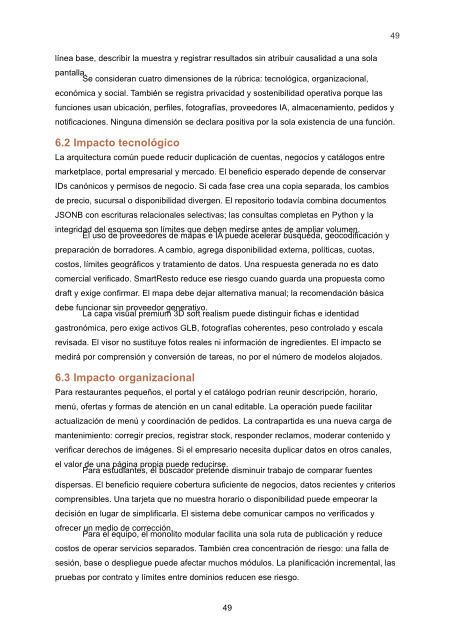 49
línea base, describir la muestra y registrar resultados sin atribuir causalidad a una sola
pantalla.
Se consideran cuatro dimensiones de la rúbrica: tecnológica, organizacional,
económica y social. También se registra privacidad y sostenibilidad operativa porque las
funciones usan ubicación, perfiles, fotografías, proveedores IA, almacenamiento, pedidos y
notificaciones. Ninguna dimensión se declara positiva por la sola existencia de una función.
6.2 Impacto tecnológico
La arquitectura común puede reducir duplicación de cuentas, negocios y catálogos entre
marketplace, portal empresarial y mercado. El beneficio esperado depende de conservar
IDs canónicos y permisos de negocio. Si cada fase crea una copia separada, los cambios
de precio, sucursal o disponibilidad divergen. El repositorio todavía combina documentos
JSONB con escrituras relacionales selectivas; las consultas completas en Python y la
integridad del esquema son límites que deben medirse antes de ampliar volumen.
El uso de proveedores de mapas e IA puede acelerar búsqueda, geocodificación y
preparación de borradores. A cambio, agrega disponibilidad externa, políticas, cuotas,
costos, límites geográficos y tratamiento de datos. Una respuesta generada no es dato
comercial verificado. SmartResto reduce ese riesgo cuando guarda una propuesta como
draft y exige confirmar. El mapa debe dejar alternativa manual; la recomendación básica
debe funcionar sin proveedor generativo.
La capa visual premium 3D soft realism puede distinguir fichas e identidad
gastronómica, pero exige activos GLB, fotografías coherentes, peso controlado y escala
revisada. El visor no sustituye fotos reales ni información de ingredientes. El impacto se
medirá por comprensión y conversión de tareas, no por el número de modelos alojados.
6.3 Impacto organizacional
Para restaurantes pequeños, el portal y el catálogo podrían reunir descripción, horario,
menú, ofertas y formas de atención en un canal editable. La operación puede facilitar
actualización de menú y coordinación de pedidos. La contrapartida es una nueva carga de
mantenimiento: corregir precios, registrar stock, responder reclamos, moderar contenido y
verificar derechos de imágenes. Si el empresario necesita duplicar datos en otros canales,
el valor de una página propia puede reducirse.
Para estudiantes, el buscador pretende disminuir trabajo de comparar fuentes
dispersas. El beneficio requiere cobertura suficiente de negocios, datos recientes y criterios
comprensibles. Una tarjeta que no muestra horario o disponibilidad puede empeorar la
decisión en lugar de simplificarla. El sistema debe comunicar campos no verificados y
ofrecer un medio de corrección.
Para el equipo, el monolito modular facilita una sola ruta de publicación y reduce
costos de operar servicios separados. También crea concentración de riesgo: una falla de
sesión, base o despliegue puede afectar muchos módulos. La planificación incremental, las
pruebas por contrato y límites entre dominios reducen ese riesgo.
49